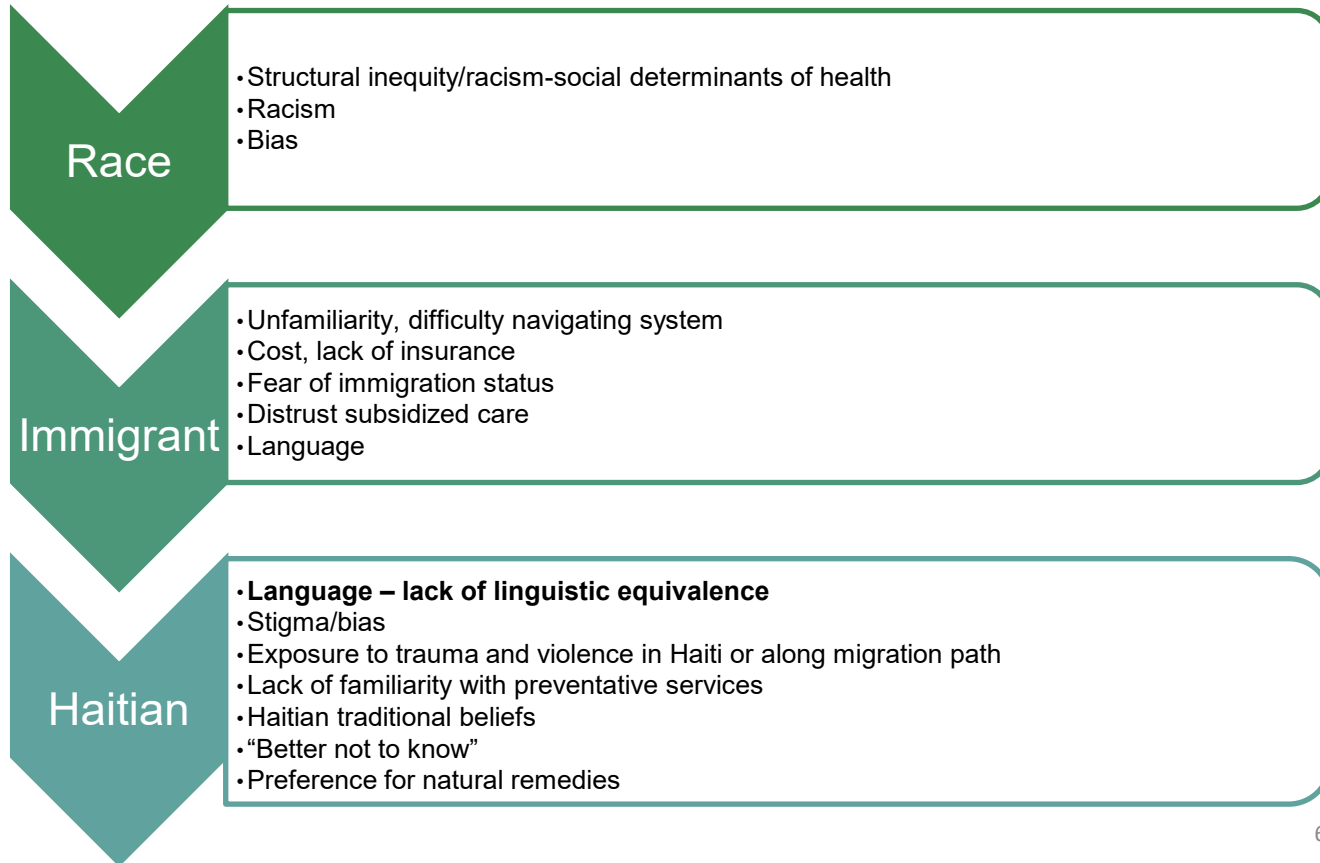 Race
•Structural inequity/racism-social determinants of health
•Racism
•Bias
Immigrant
•Unfamiliarity, difficulty navigating system
•Cost, lack of insurance
•Fear of immigration status
•Distrust subsidized care
•Language
Haitian
•Language – lack of linguistic equivalence
•Stigma/bias
•Exposure to trauma and violence in Haiti or along migration path
•Lack of familiarity with preventative services
•Haitian traditional beliefs
•“Better not to know”
•Preference for natural remedies
6